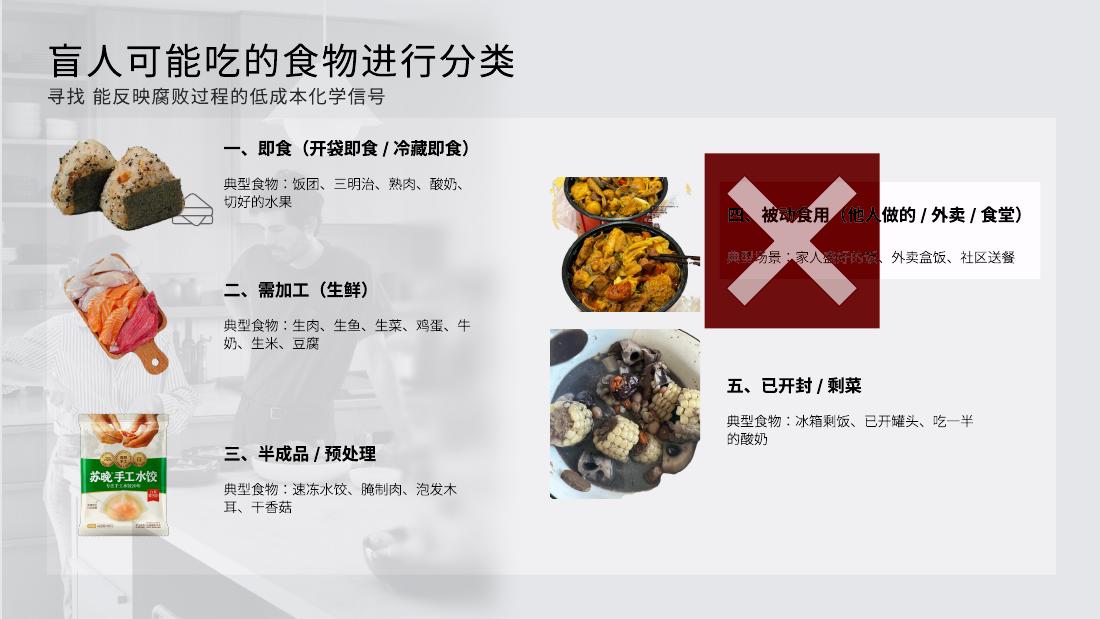 盲人可能吃的食物进行分类
寻找 能反映腐败过程的低成本化学信号
一、即食（开袋即食 / 冷藏即食）
典型食物：饭团、三明治、熟肉、酸奶、
切好的水果
二、需加工（生鲜）
典型食物：生肉、生鱼、生菜、鸡蛋、牛
奶、生米、豆腐
苏晚 手工水饺
三、半成品 / 预处理
典型食物：速冻水饺、腌制肉、泡发木
耳、干香菇
四、被动食用（他人做的 / 外卖 / 食堂）
典型场景：家人盛好的饭、外卖盒饭、社区送餐
五、已开封 / 剩菜
典型食物：冰箱剩饭、已开罐头、吃一半
的酸奶